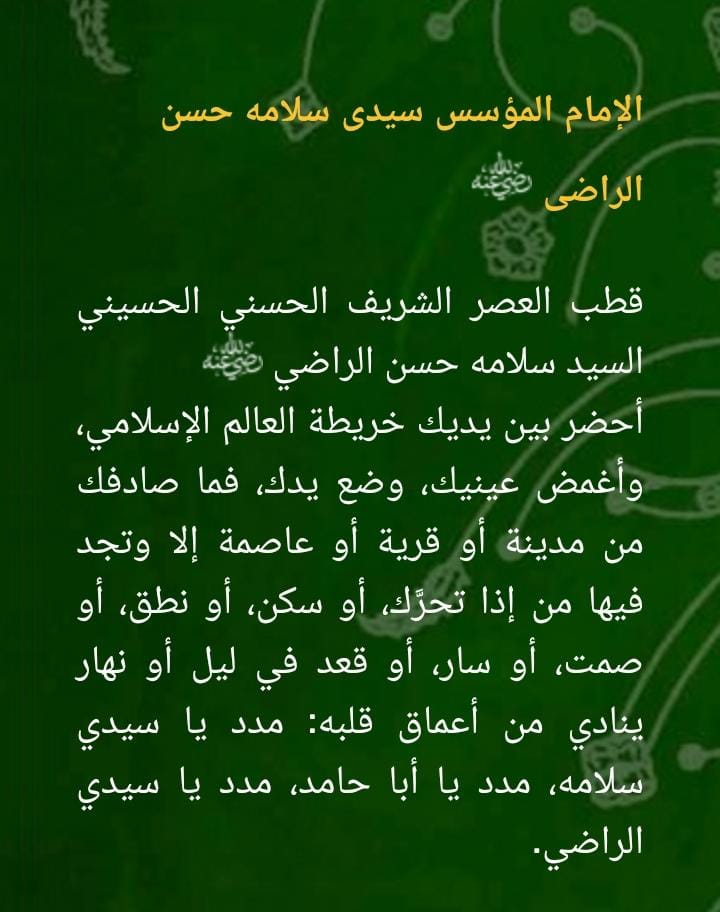 الإمام المؤسس سيدى سلامه حسن
الراضى رضي الله عنه
قطب العصر الشريف الحسني الحسيني
السيد سلامه حسن الراضي رضي الله عنه
أحضر بين يديك خريطة العالم الإسلامي،
وأغمض عينيك، وضع يدك، فما صادفك
من مدينة أو قرية أو عاصمة إلا وتجد
فيها من إذا تحرَّك، أو سكن، أو نطق، أو
صمت، أو سار، أو قعد في ليل أو نهار
ينادي من أعماق قلبه: مدد يا سيدي
سلامه، مدد يا أبا حامد، مدد يا سيدي
الراضي.